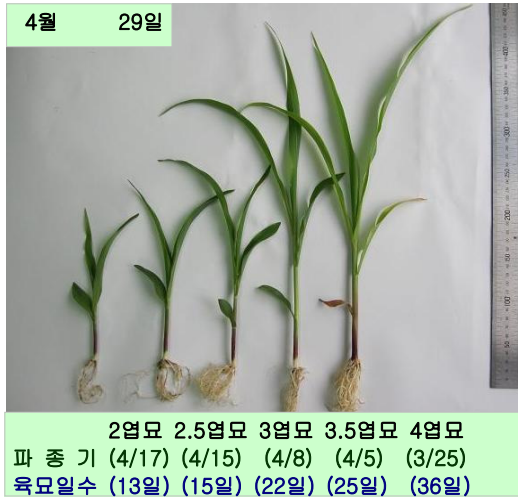 4월 29일
2엽묘 2.5엽묘 3엽묘 3.5엽묘 4엽묘
파 종 기 (4/17) (4/15) (4/8) (4/5) (3/25)
육묘일수 (13일) (15일) (22일) (25일) (36일)